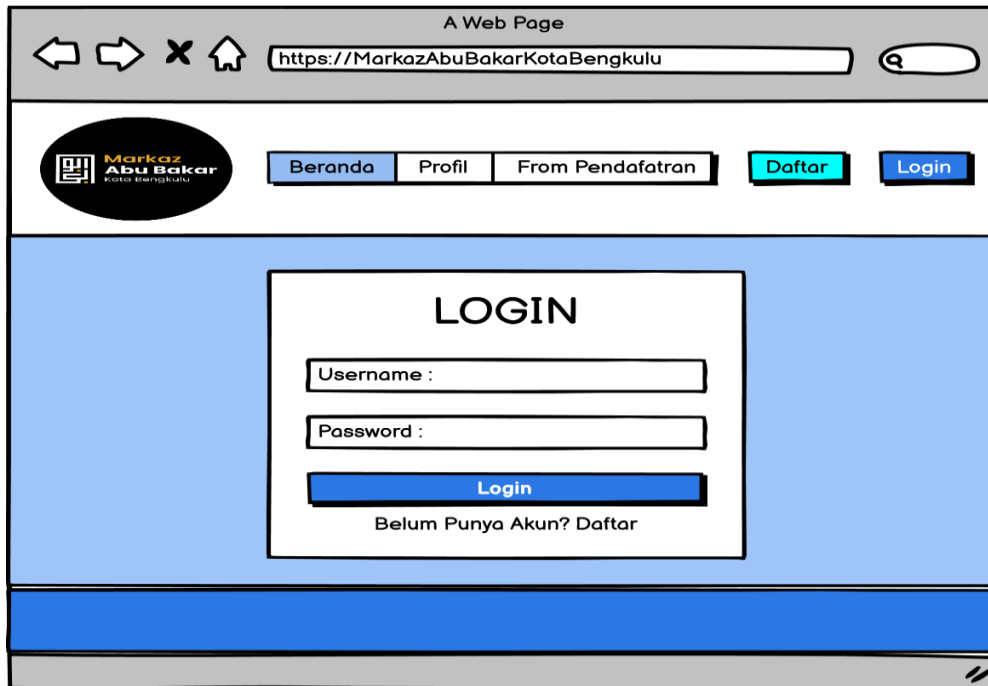 A Web Page
https://MarkazAbuBakarKotaBengkulu
Markaz
Abu Bakar
Kota Bengkulu
Beranda Profil From Pendafatran Daftar Login
LOGIN
Username :
Password :
Login
Belum Punya Akun? Daftar